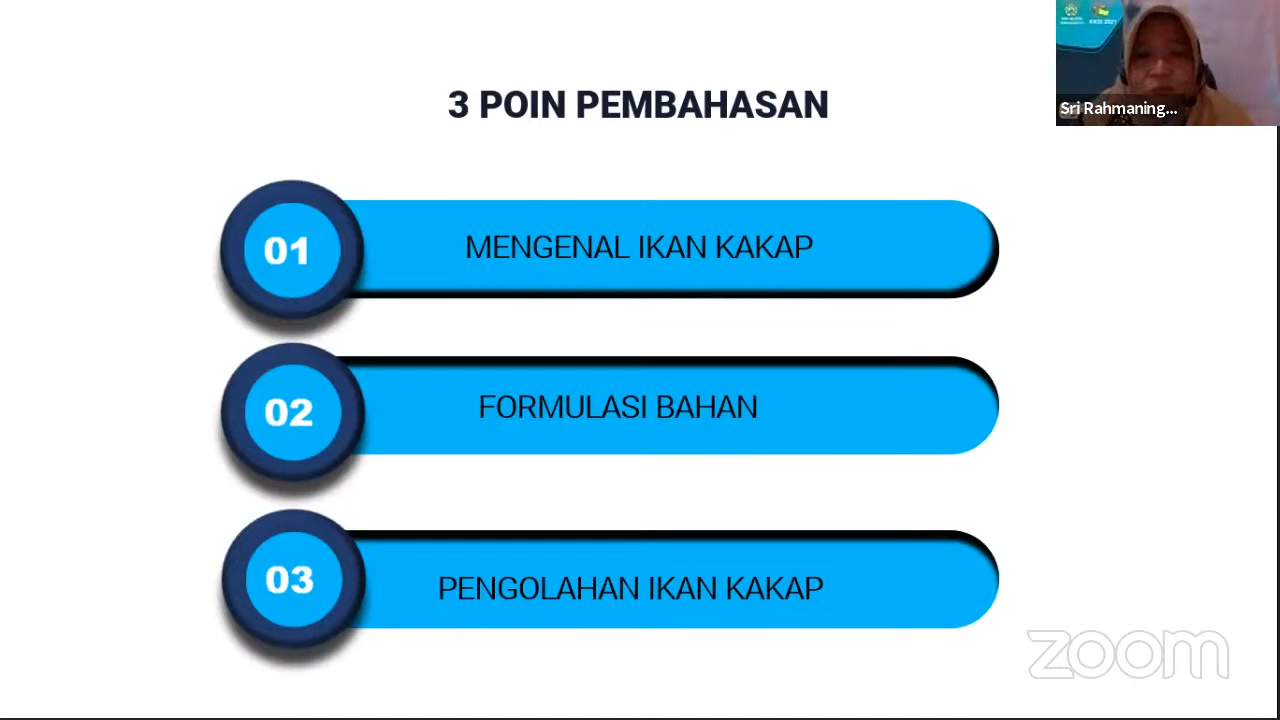 3 POIN PEMBAHASAN
01
MENGENAL IKAN KAKAP
02
FORMULASI BAHAN
03
PENGOLAHAN IKAN KAKAP
Sri Rahmaning...
zoom